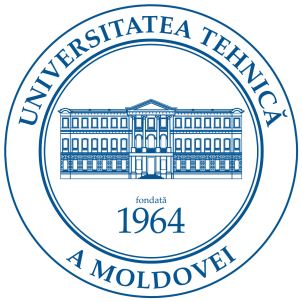 UNIVERSITATEA TEHNICĂ
fondată
1964
A MOLDOVEI